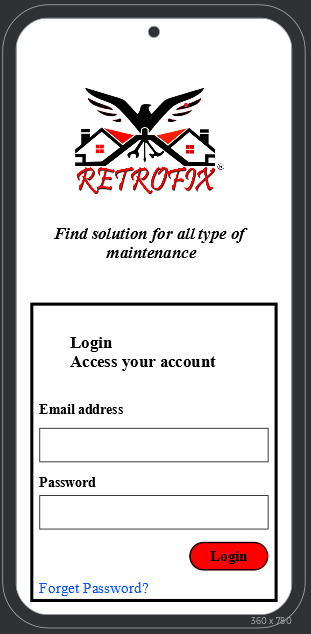 RETROFIX
®
Find solution for all type of
maintenance
Login
Access your account
Email address
Password
Login
Forget Password?
360 x 750